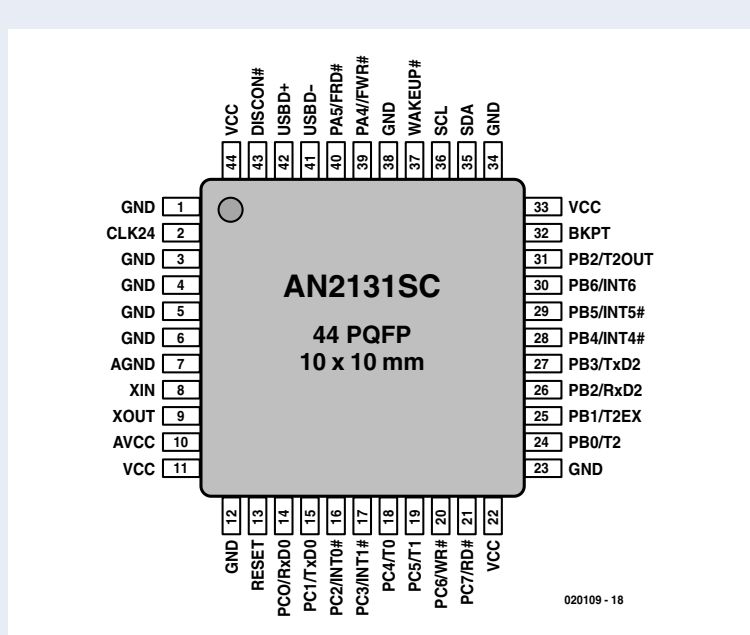 VCC
DISCON#
USBD+
USBD–
PA5/FRD#
PA4//FWR#
GND
WAKEUP#
SCL
SDA
GND
44
43
42
41
40
39
38
37
36
35
34
GND 1
CLK24 2
GND 3
GND 4
GND 5
GND 6
AGND 7
XIN 8
XOUT 9
AVCC 10
VCC 11
AN2131SC
44 PQFP
10 x 10 mm
33 VCC
32 BKPT
31 PB2/T2OUT
30 PB6/INT6
29 PB5/INT5#
28 PB4/INT4#
27 PB3/TxD2
26 PB2/RxD2
25 PB1/T2EX
24 PB0/T2
23 GND
12
13
14
15
16
17
18
19
20
21
22
GND
RESET
PCO/RxD0
PC1/TxD0
PC2/INT0#
PC3/INT1#
PC4/T0
PC5/T1
PC6/WR#
PC7/RD#
VCC
020109 - 18